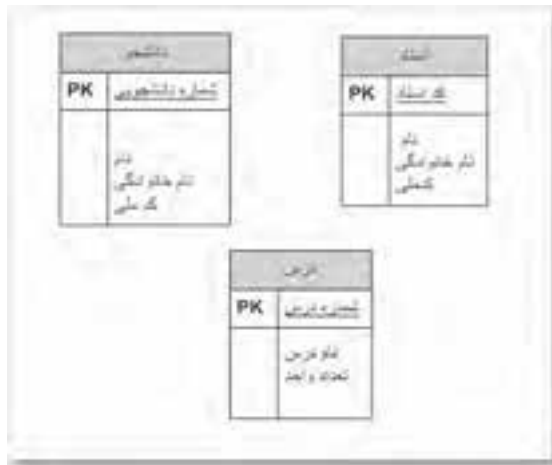 دانشجو
PK شماره دانشجویی
نام
نام خانوادگی
کد ملی
استاد
PK کد استاد
نام
نام خانوادگی
کدملی
درس
PK شماره درس
نام درس
تعداد واحد